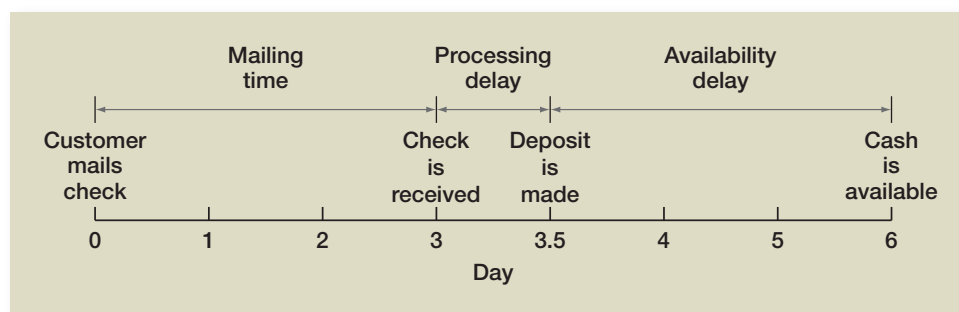 Mailing
time
Processing
delay
Availability
delay
Customer
mails
check
Check
is
received
Deposit
is
made
Cash
is
available
0 1 2 3 3.5 4 5 6
Day